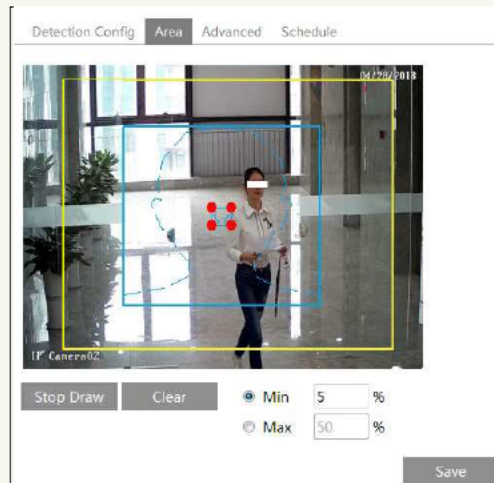 Detection Config Area Advanced Schedule
04/28/2018
IP Camera02
Stop Draw Clear Min 5 %
Max 50 %
Save